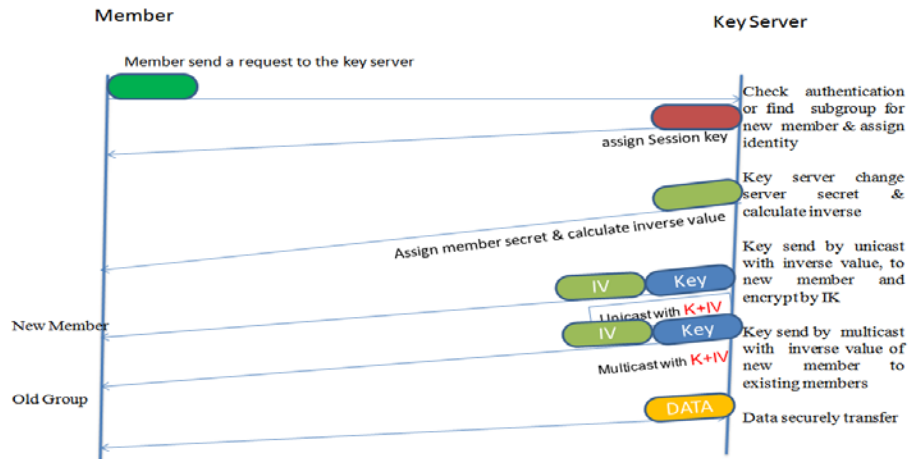 Member
Key Server
Member send a request to the key server
Check authentication
or find subgroup for
new member & assign
identity
assign Session key
Key server change
server secret &
calculate inverse
Assign member secret & calculate inverse value
Key send by unicast
with inverse value, to
new member and
encrypt by IK
IV
Key
Unicast with K+IV
New Member
IV
Key
Multicast with K+IV
Key send by multicast
with inverse value of
new member to
existing members
Old Group
DATA
Data securely transfer